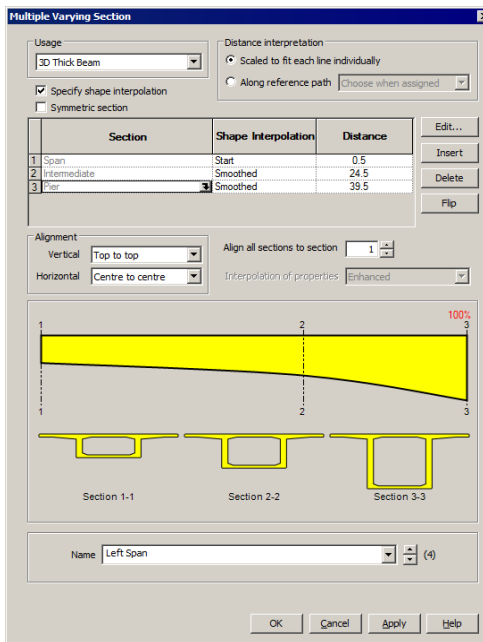 Multiple Varying Section
Usage
3D Thick Beam
Distance interpretation
Scaled to fit each line individually
Along reference path Choose when assigned
Specify shape interpolation
Symmetric section
Section Shape Interpolation Distance
1 Span Start 0.5
2 Intermediate Smoothed 24.5
3 Pier Smoothed 39.5
Edit...
Insert
Delete
Flip
Alignment
Vertical Top to top
Horizontal Centre to centre
Align all sections to section 1
Interpolation of properties Enhanced
100%
1 2 3
1 2 3
Section 1-1 Section 2-2 Section 3-3
Name Left Span (4)
OK Cancel Apply Help